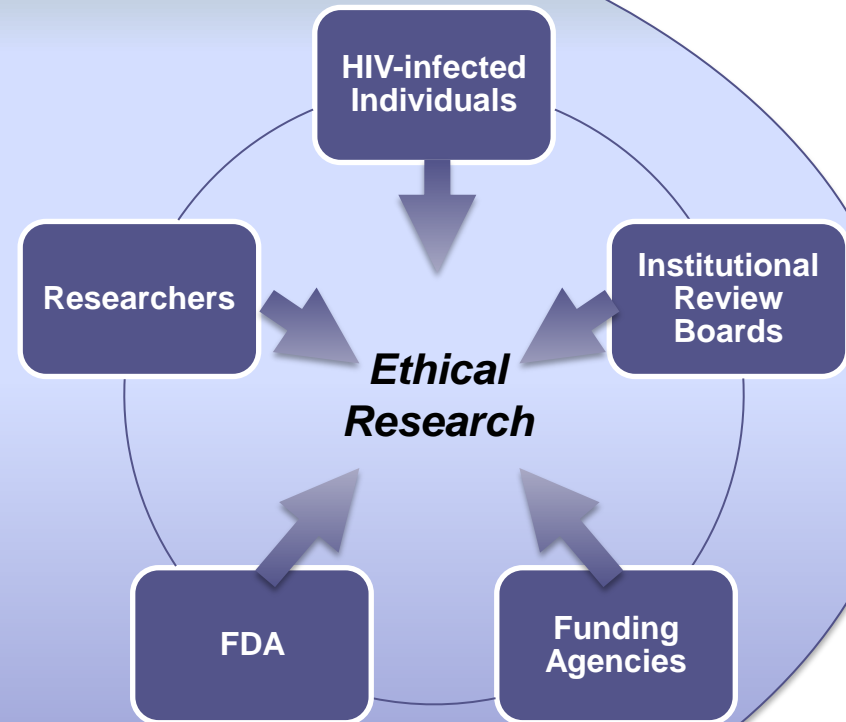 HIV-infected
Individuals
Researchers
Institutional
Review
Boards
Ethical
Research
FDA
Funding
Agencies